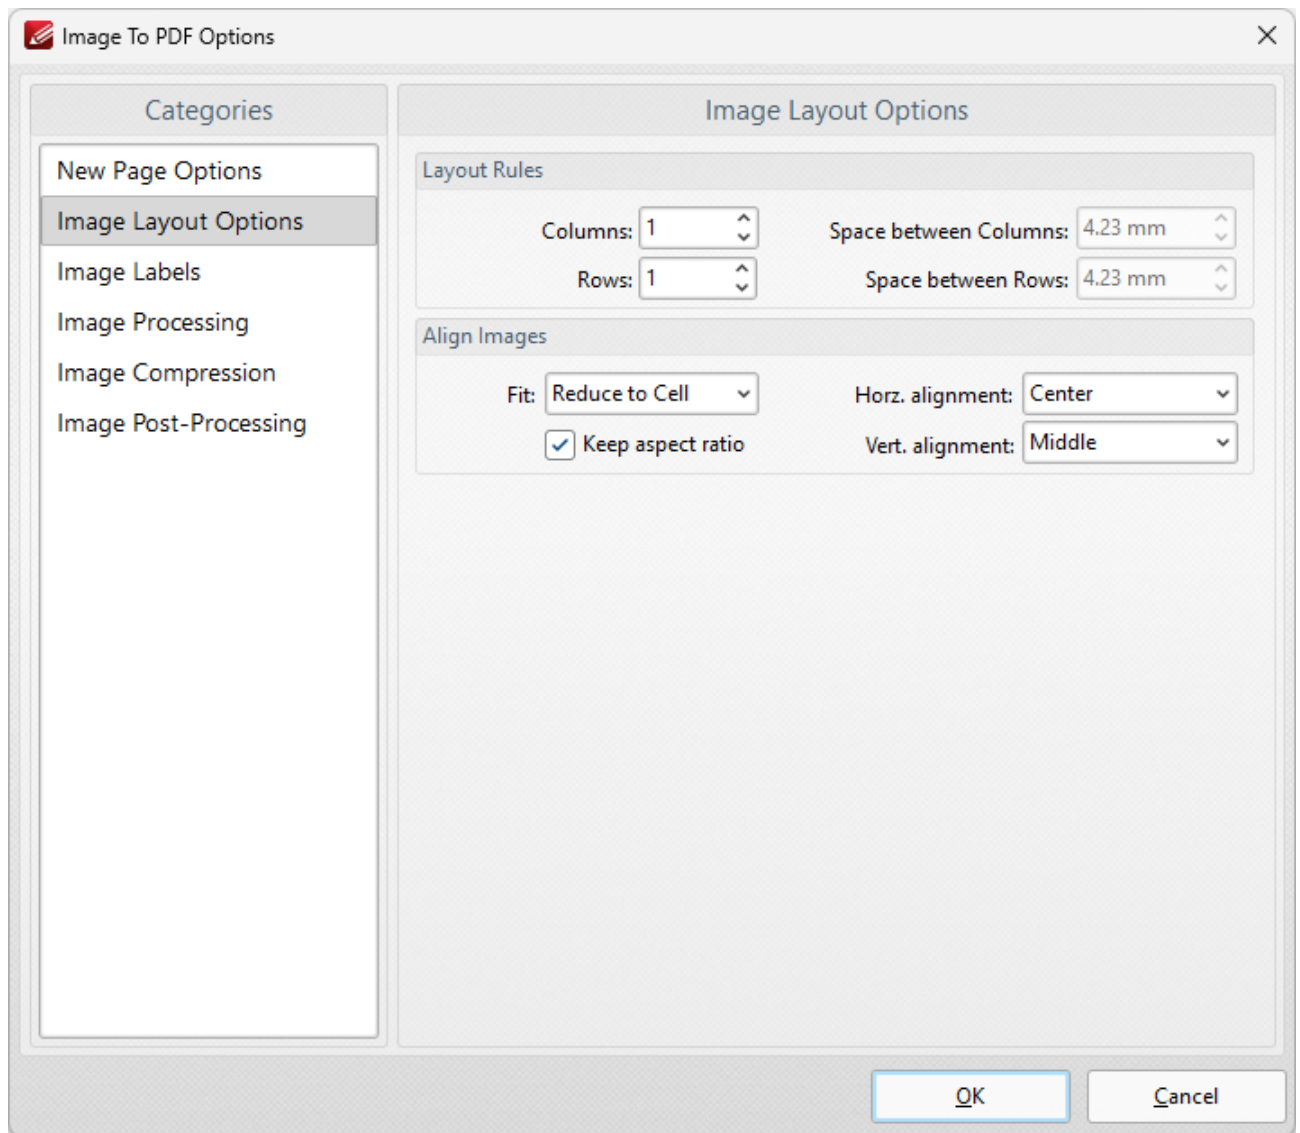 Image To PDF Options
Categories
New Page Options
Image Layout Options
Image Labels
Image Processing
Image Compression
Image Post-Processing
Image Layout Options
Layout Rules
Columns: 1 Space between Columns: 4.23 mm
Rows: 1 Space between Rows: 4.23 mm
Align Images
Fit: Reduce to Cell Horz. alignment: Center
Keep aspect ratio Vert. alignment: Middle
OK Cancel